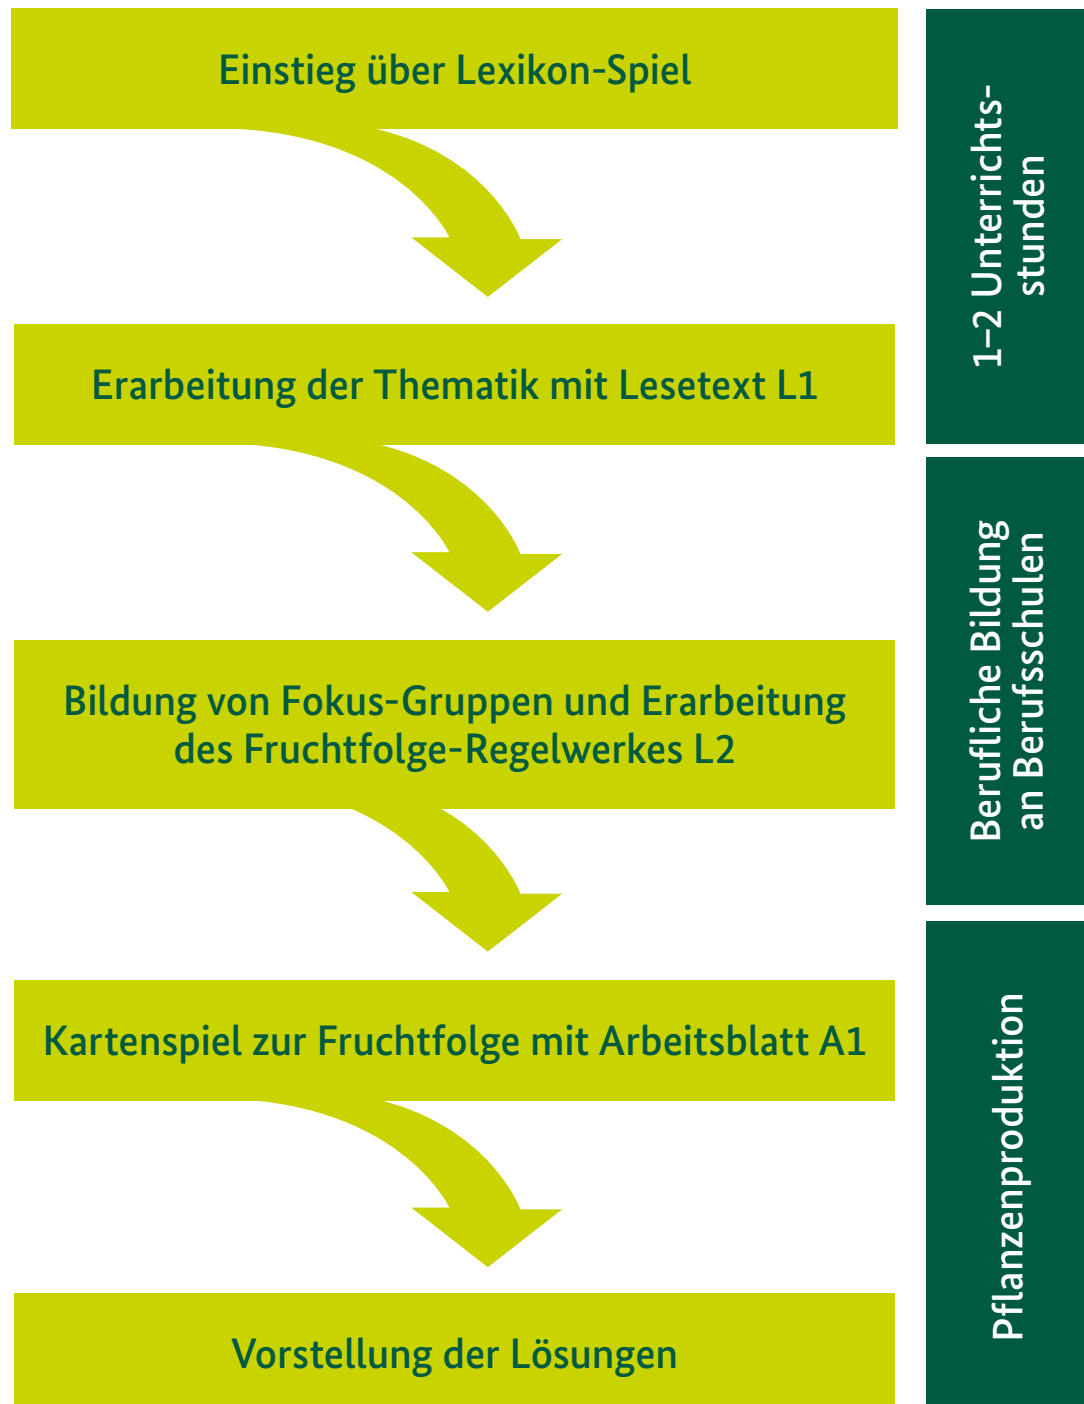 Einstieg über Lexikon-Spiel
Erarbeitung der Thematik mit Lesetext L1
Bildung von Fokus-Gruppen und Erarbeitung
des Fruchtfolge-Regelwerkes L2
Kartenspiel zur Fruchtfolge mit Arbeitsblatt A1
Vorstellung der Lösungen
1–2 Unterrichts-
stunden
Berufliche Bildung
an Berufsschulen
Pflanzenproduktion